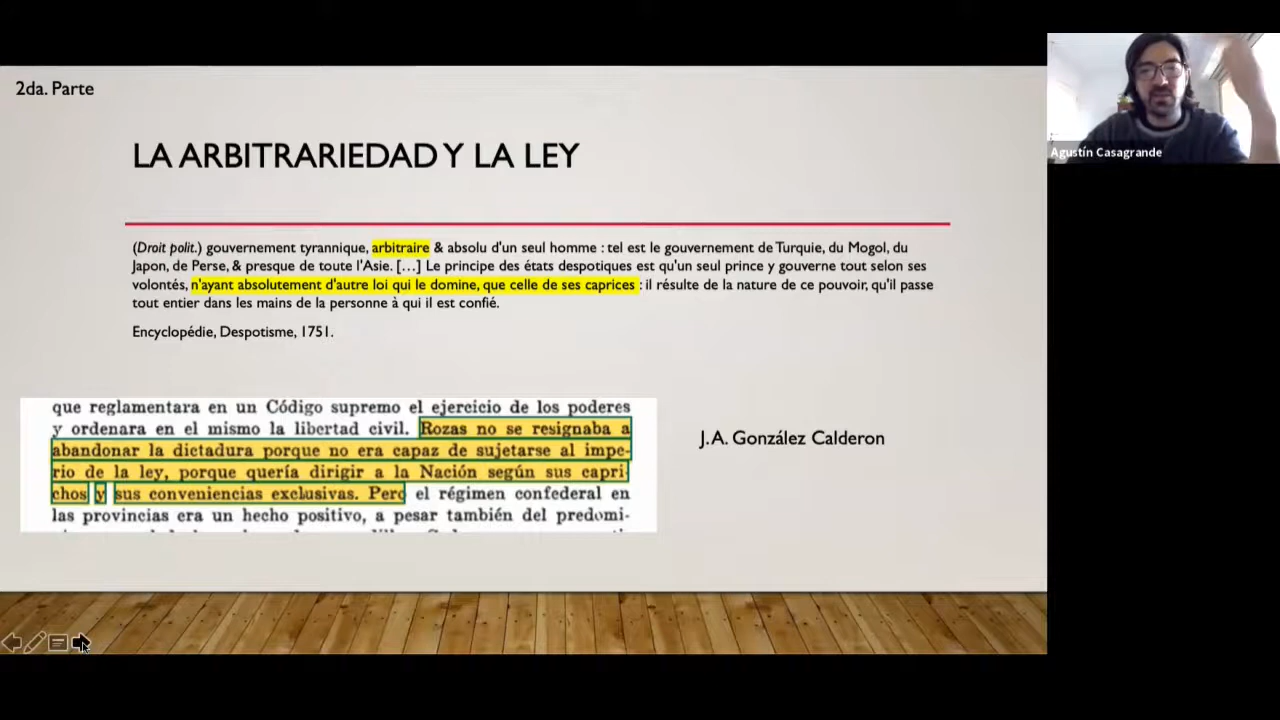 2da. Parte
LA ARBITRARIEDAD Y LA LEY
(Droit polit.) gouvernement tyrannique, arbitraire & absolu d'un seul homme : tel est le gouvernement de Turquie, du Mogol, du
Japon, de Perse, & presque de toute l'Asie. […] Le principe des états despotiques est qu'un seul prince y gouverne tout selon ses
volontés, n'ayant absolument d'autre loi qui le domine, que celle de ses caprices : il résulte de la nature de ce pouvoir, qu'il passe
tout entier dans les mains de la personne à qui il est confié.
Encyclopédie, Despotisme, 1751.
que reglamentara en un Código supremo el ejercicio de los poderes
y ordenara en el mismo la libertad civil. Rozas no se resignaba a
abandonar la dictadura porque no era capaz de sujetarse al impe-
rio de la ley, porque quería dirigir a la Nación según sus capri-
chos y sus conveniencias exclusivas. Pero el régimen confederal en
las provincias era un hecho positivo, a pesar también del predomi-
J.A. González Calderon
Agustín Casagrande